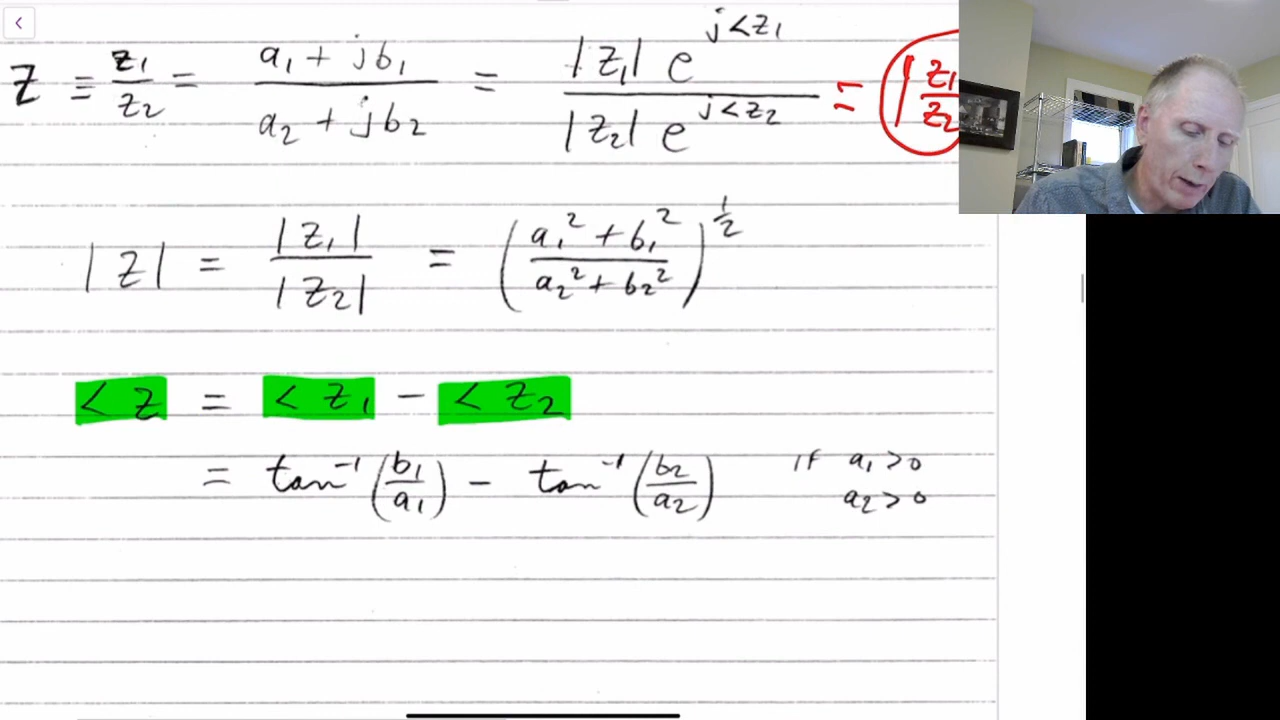 z = z₁/z₂ = (a₁ + jb₁)/(a₂ + jb₂) = |z₁| e^(j<z₁) / |z₂| e^(j<z₂) = |z₁/z₂
|z| = |z₁|/|z₂| = ((a₁² + b₁²)/(a₂² + b₂²))^(1/2)
< z = < z₁ - < z₂
= tan⁻¹(b₁/a₁) - tan⁻¹(b₂/a₂) if a₁ > 0
a₂ > 0